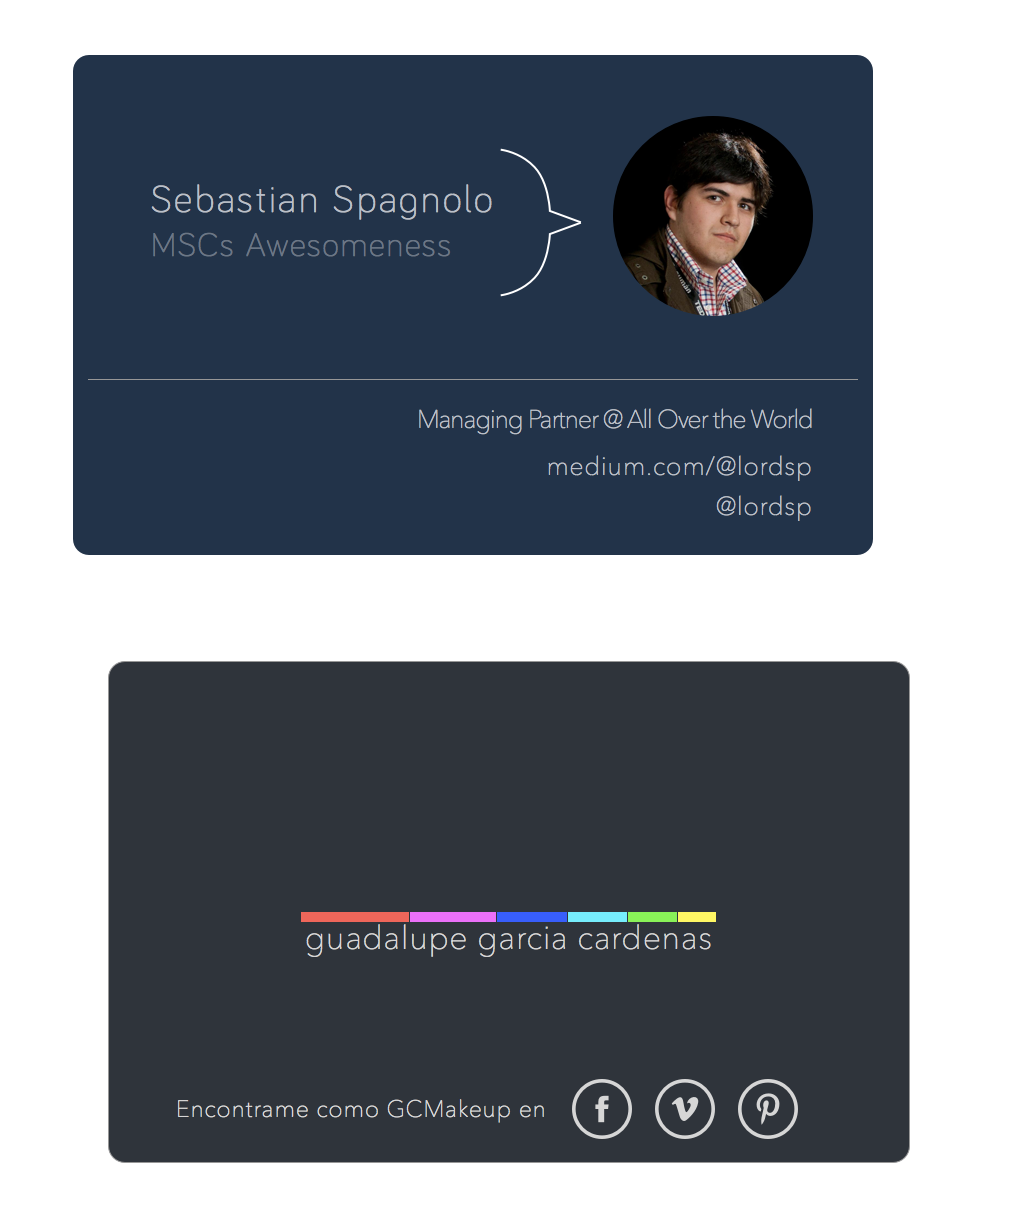 Sebastian Spagnolo
MSCs Awesomeness
Managing Partner @ All Over the World
medium.com/@lordsp
@lordsp
guadalupe garcia cardenas
Encontrame como GCMakeup en